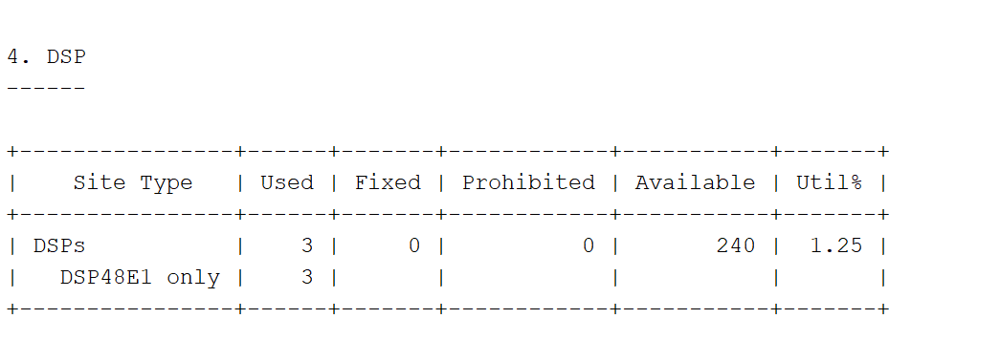 4. DSP
------
+----------------+------+-------+------------+-----------+-------+
|    Site Type   | Used | Fixed | Prohibited | Available | Util% |
+----------------+------+-------+------------+-----------+-------+
| DSPs           |    3 |     0 |          0 |       240 |  1.25 |
|   DSP48E1 only |    3 |       |            |           |       |
+----------------+------+-------+------------+-----------+-------+